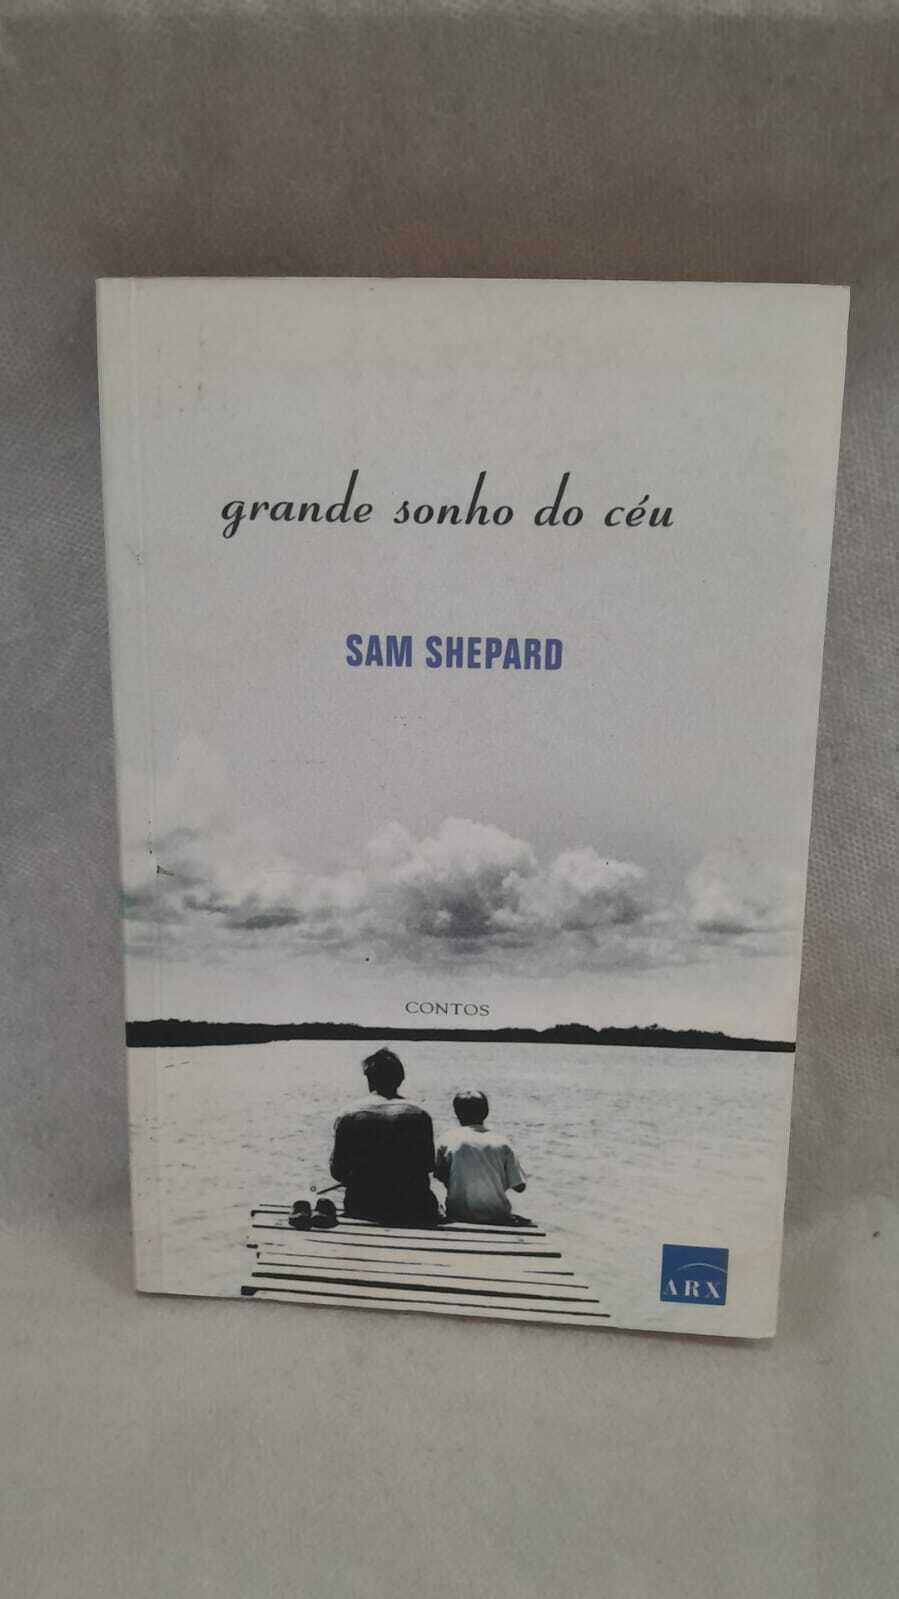 grande sonho do céu
SAM SHEPARD
CONTOS
ARX